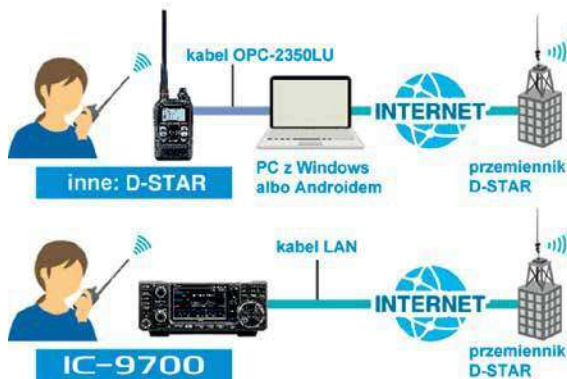 kabel OPC-2350LU
INTERNET
inne: D-STAR
PC z Windows
albo Androidem
przemiennik
D-STAR
kabel LAN
INTERNET
IC-9700
przemiennik
D-STAR